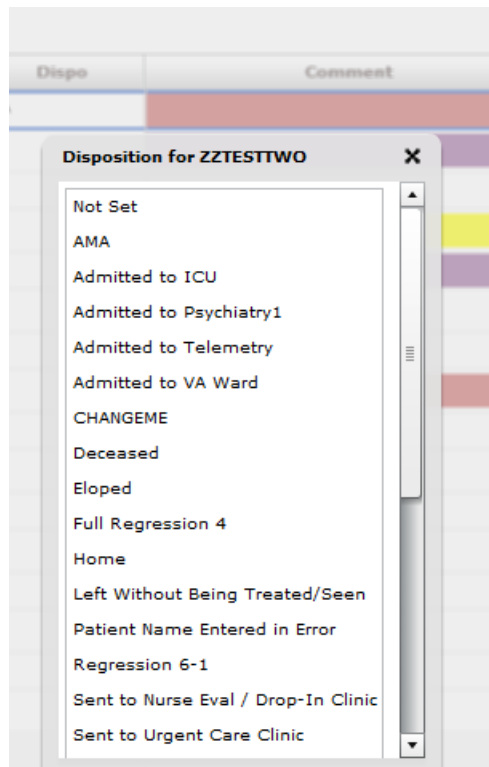 Dispo Comment
Disposition for ZZTESTTWO
Not Set
AMA
Admitted to ICU
Admitted to Psychiatry1
Admitted to Telemetry
Admitted to VA Ward
CHANGEME
Deceased
Eloped
Full Regression 4
Home
Left Without Being Treated/Seen
Patient Name Entered in Error
Regression 6-1
Sent to Nurse Eval / Drop-In Clinic
Sent to Urgent Care Clinic